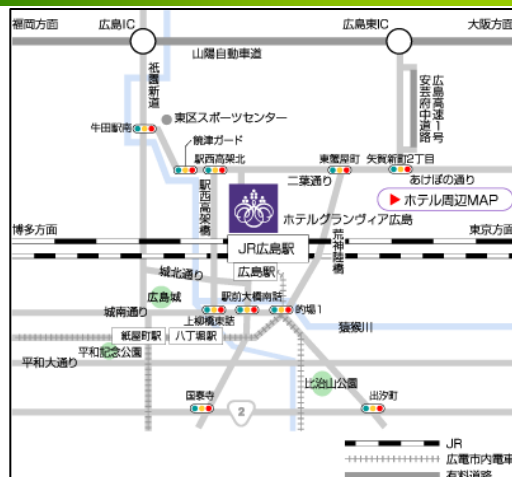 福岡方面
広島IC
広島東IC
大阪方面
山陽自動車道
祇園新道
広島高速1号
安芸府中道路
東区スポーツセンター
牛田駅南
饒津ガード
駅西高架北
東蟹屋町
矢賀新町2丁目
二葉通り
あけぼの通り
駅西高架橋
▶ホテル周辺MAP
ホテルグランヴィア広島
荒神陸橋
博多方面
東京方面
JR広島駅
広島駅
城北通り
広島城
駅前大橋南詰
的場1
城南通り
上柳橋東詰
猿猴川
紙屋町駅
八丁堀駅
平和記念公園
平和大通り
比治山公園
国泰寺
2
出汐町
JR
広電市内電車
有料道路